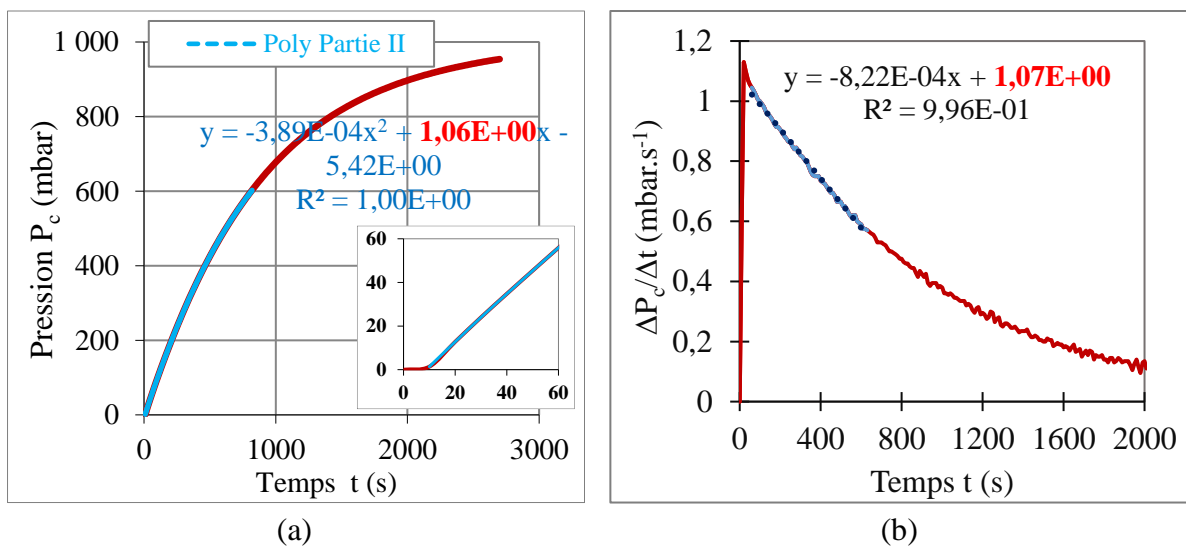 1 000
Poly Partie II
800
y = -3,89E-04x² + 1,06E+00x -
5,42E+00
R² = 1,00E+00
600
400
200
0
60
40
20
0
0 20 40 60
0 1000 2000 3000
Pression Pc (mbar)
Temps t (s)
(a)
1,2
1
0,8
0,6
0,4
0,2
0
y = -8,22E-04x + 1,07E+00
R² = 9,96E-01
0 400 800 1200 1600 2000
ΔPc/Δt (mbar.s-1)
Temps t (s)
(b)